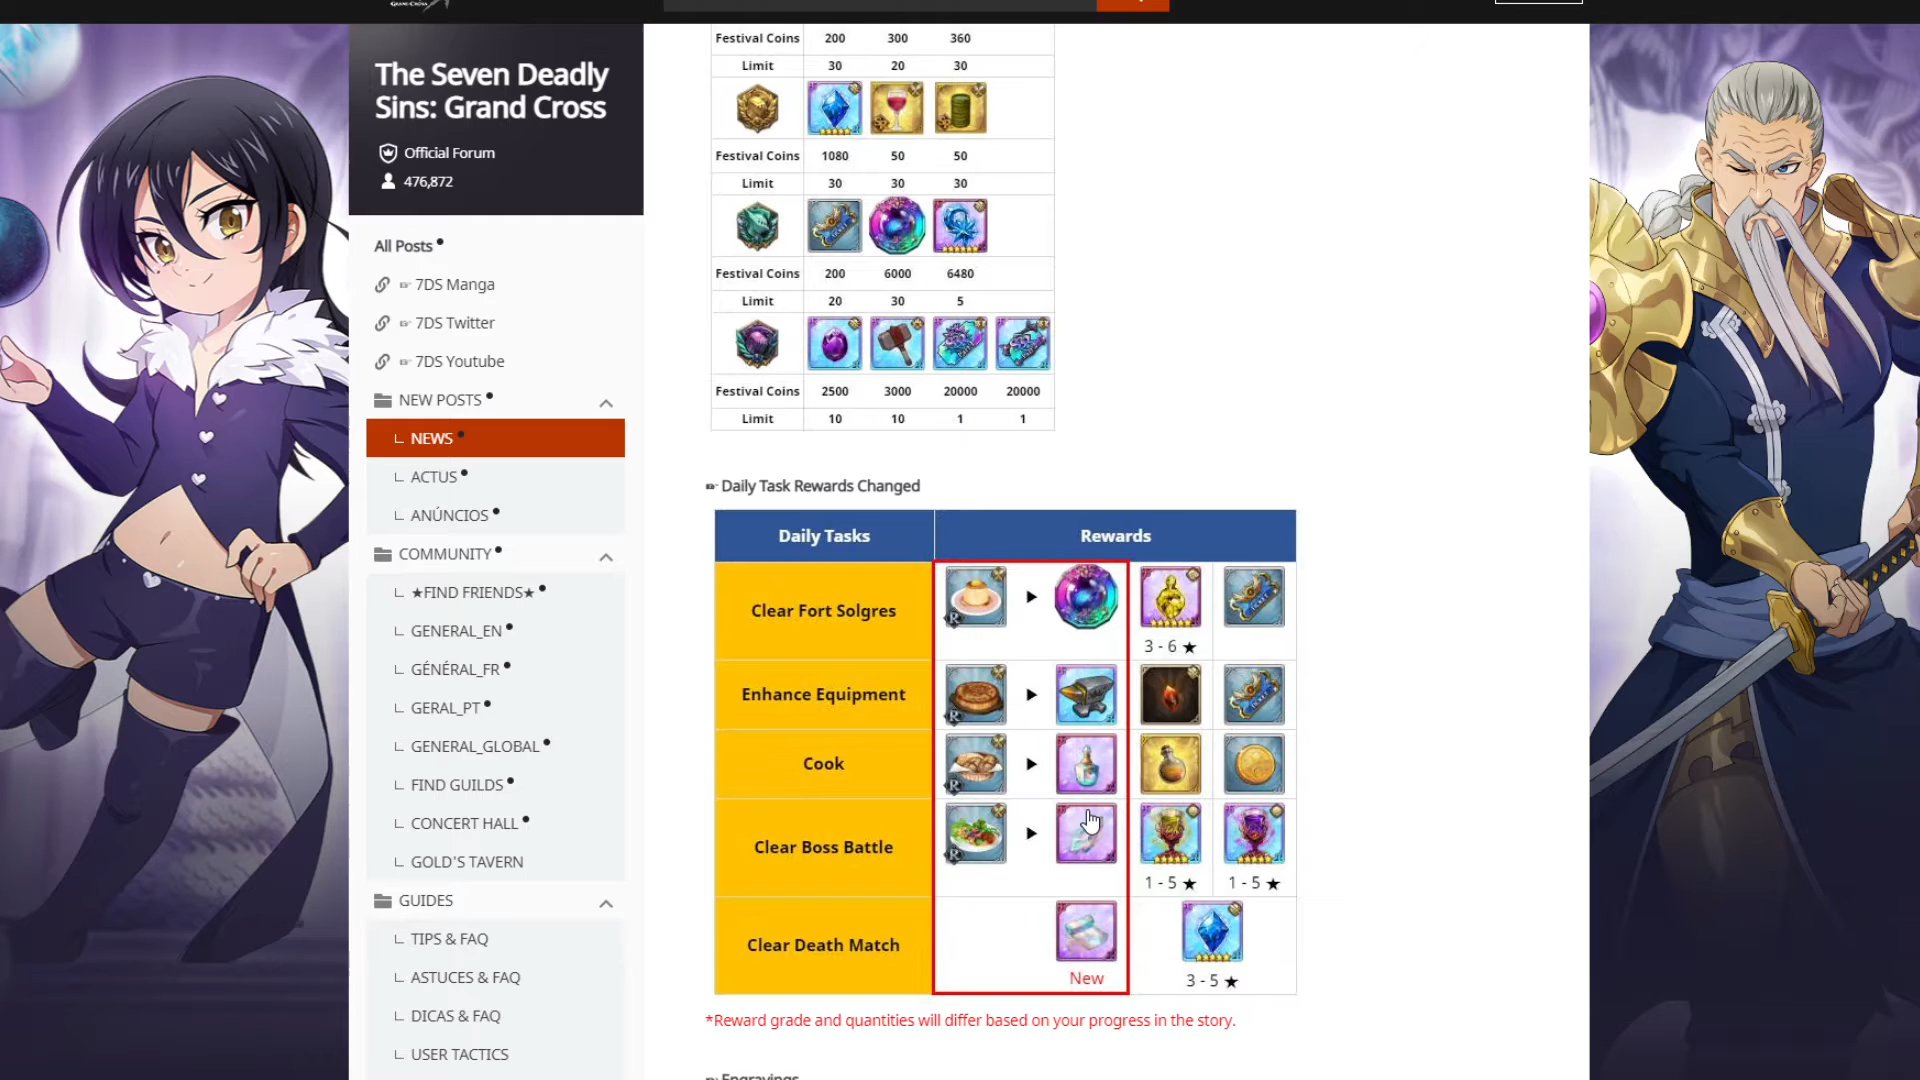 The Seven Deadly
Sins: Grand Cross
Official Forum
476,872
All Posts
7DS Manga
7DS Twitter
7DS Youtube
NEW POSTS
NEWS
ACTUS
ANÚNCIOS
COMMUNITY
★FIND FRIENDS★
GENERAL_EN
GÉNÉRAL_FR
GERAL_PT
GENERAL_GLOBAL
FIND GUILDS
CONCERT HALL
GOLD'S TAVERN
GUIDES
TIPS & FAQ
ASTUCES & FAQ
DICAS & FAQ
USER TACTICS
Festival Coins 200 300 360
Limit 30 20 30
Festival Coins 1080 50 50
Limit 30 30 30
Festival Coins 200 6000 6480
Limit 20 30 5
Festival Coins 2500 3000 20000 20000
Limit 10 10 1 1
Daily Task Rewards Changed
Daily Tasks Rewards
Clear Fort Solgres
3 - 6 ★
Enhance Equipment
Cook
Clear Boss Battle
1 - 5 ★ 1 - 5 ★
Clear Death Match
New
3 - 5 ★
*Reward grade and quantities will differ based on your progress in the story.
Engravings